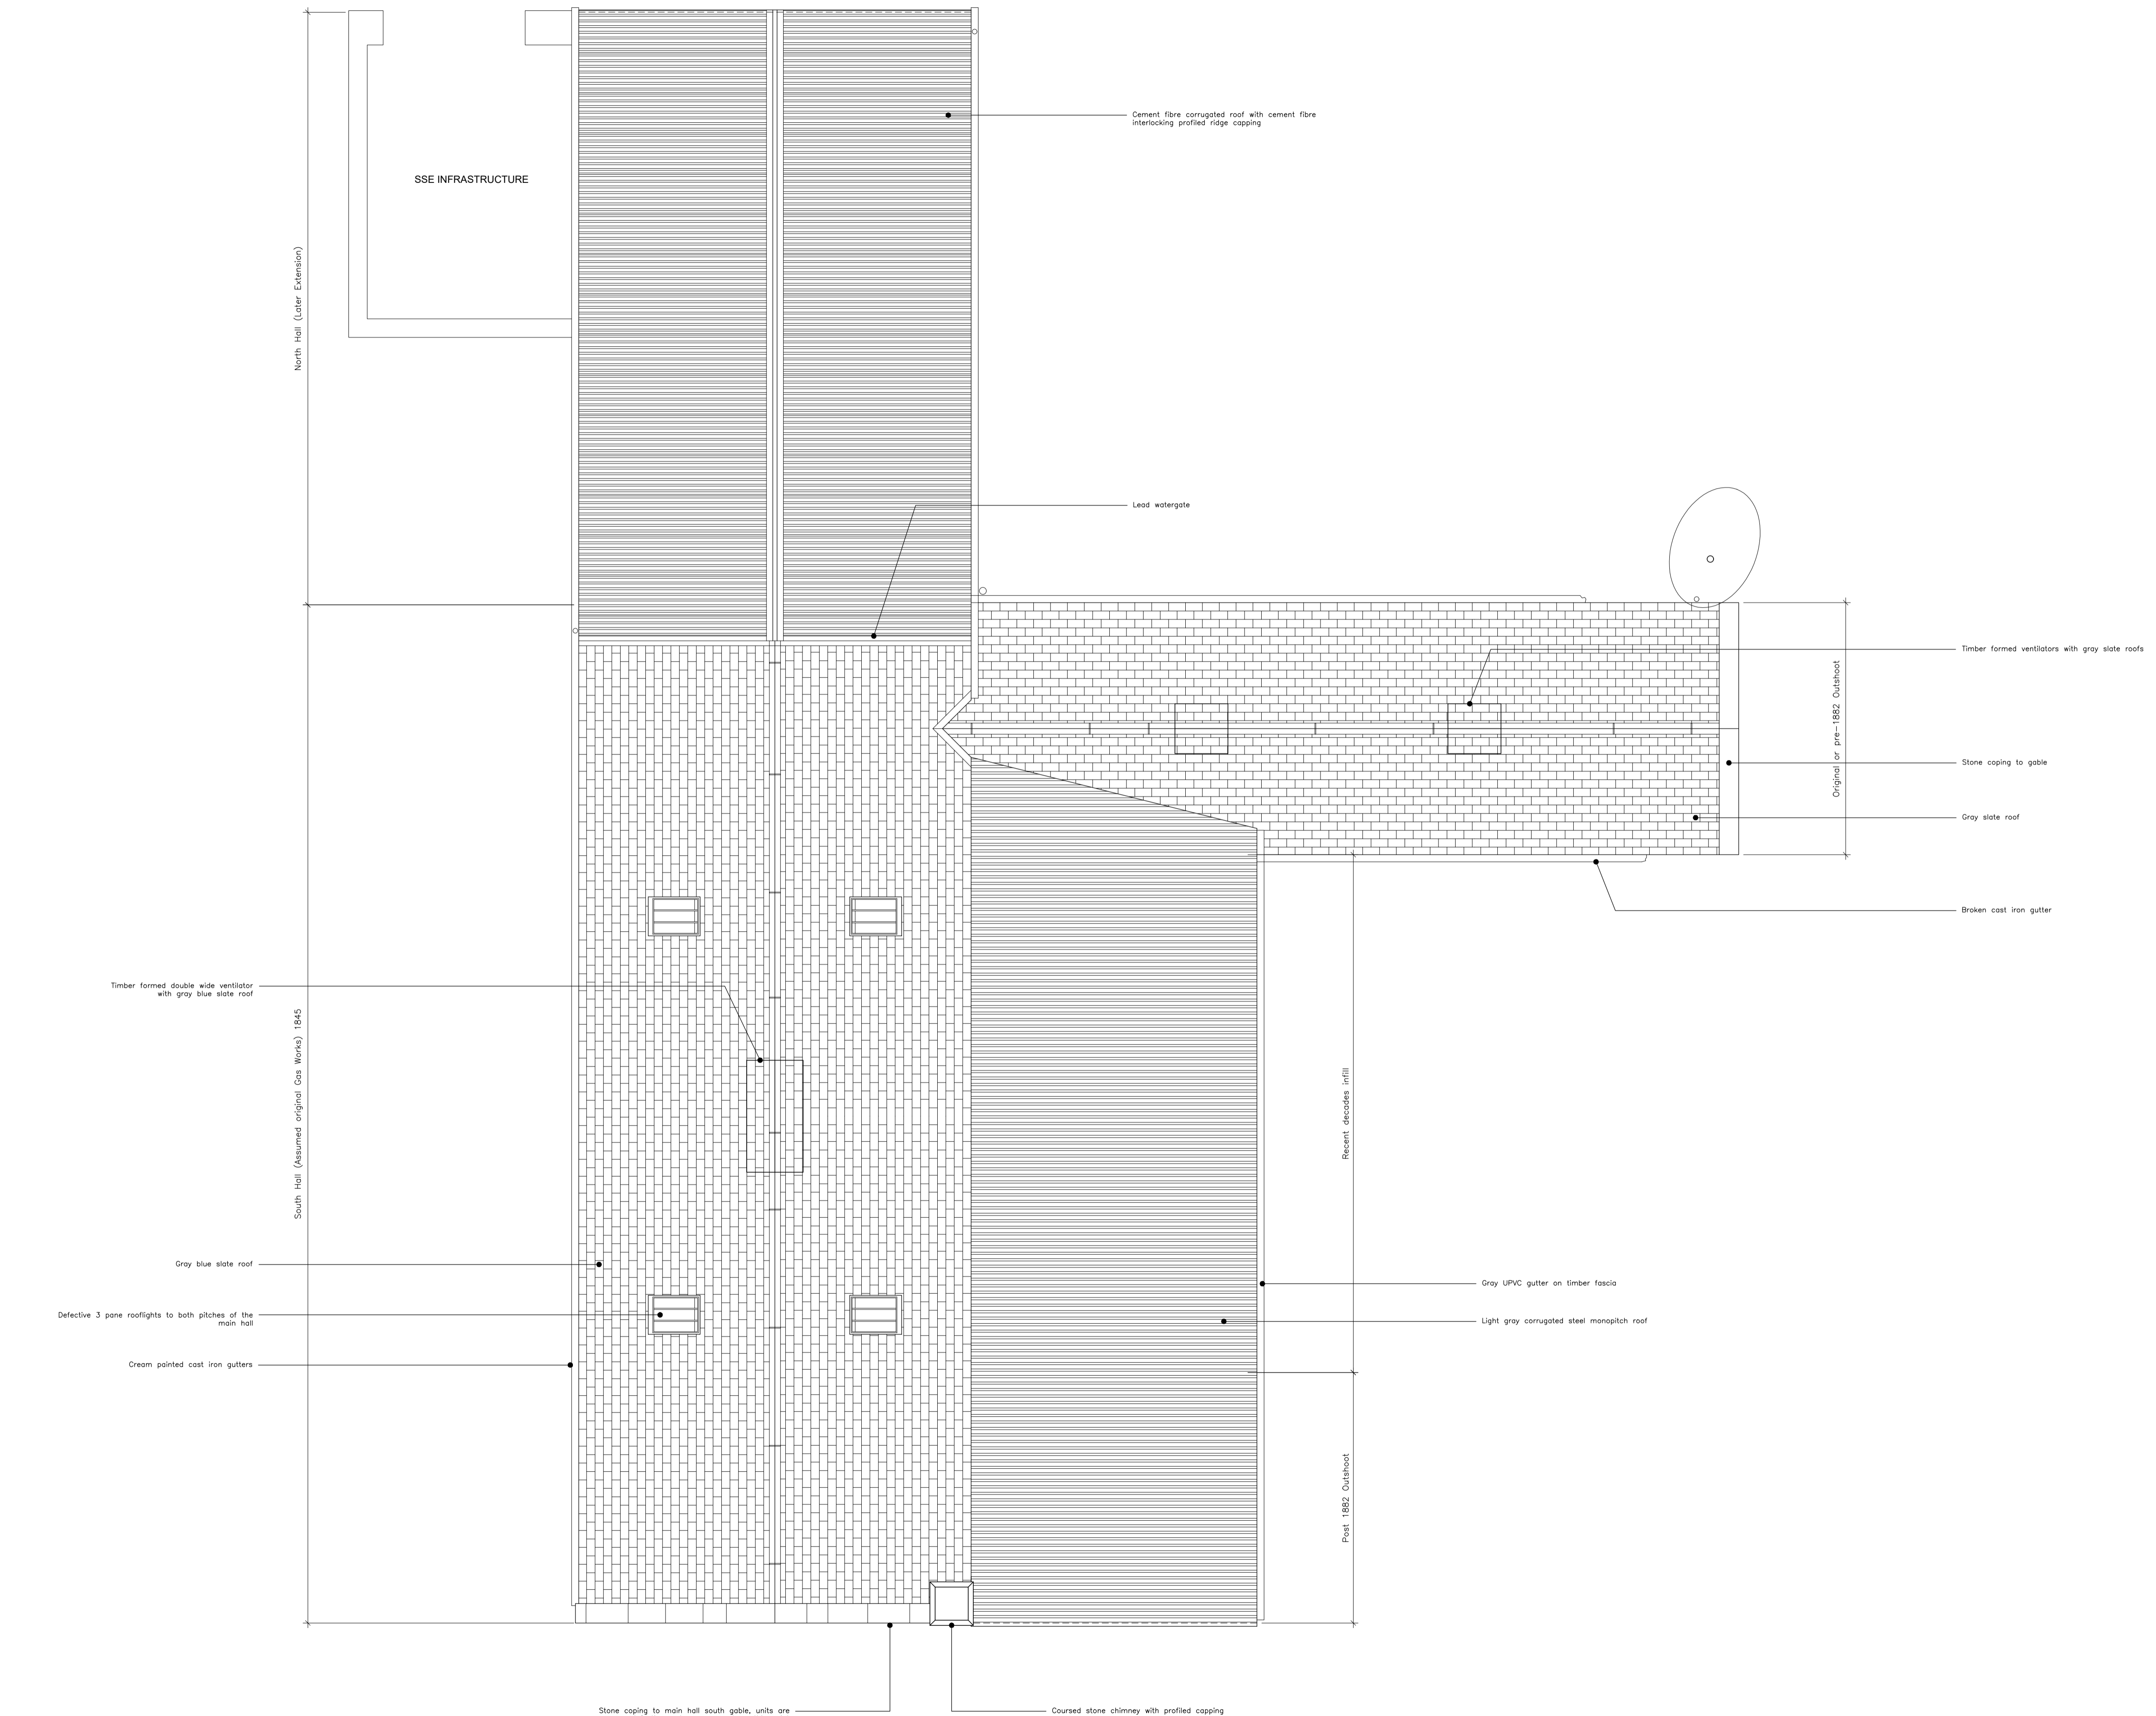 Cement fibre corrugated roof with cement fibre
interlocking profiled ridge capping
SSE INFRASTRUCTURE
North Hall (Later Extension)
Lead watergate
Timber formed ventilators with gray slate roofs
Original or pre-1882 Outshoot
Stone coping to gable
Gray slate roof
Broken cast iron gutter
Timber formed double wide ventilator
with gray blue slate roof
South Hall (Assumed original Gas Works) 1845
Recent decades infill
Gray blue slate roof
Gray UPVC gutter on timber fascia
Defective 3 pane rooflights to both pitches of the
main hall
Light gray corrugated steel monopitch roof
Cream painted cast iron gutters
Post 1882 Outshoot
Stone coping to main hall south gable, units are
Coursed stone chimney with profiled capping